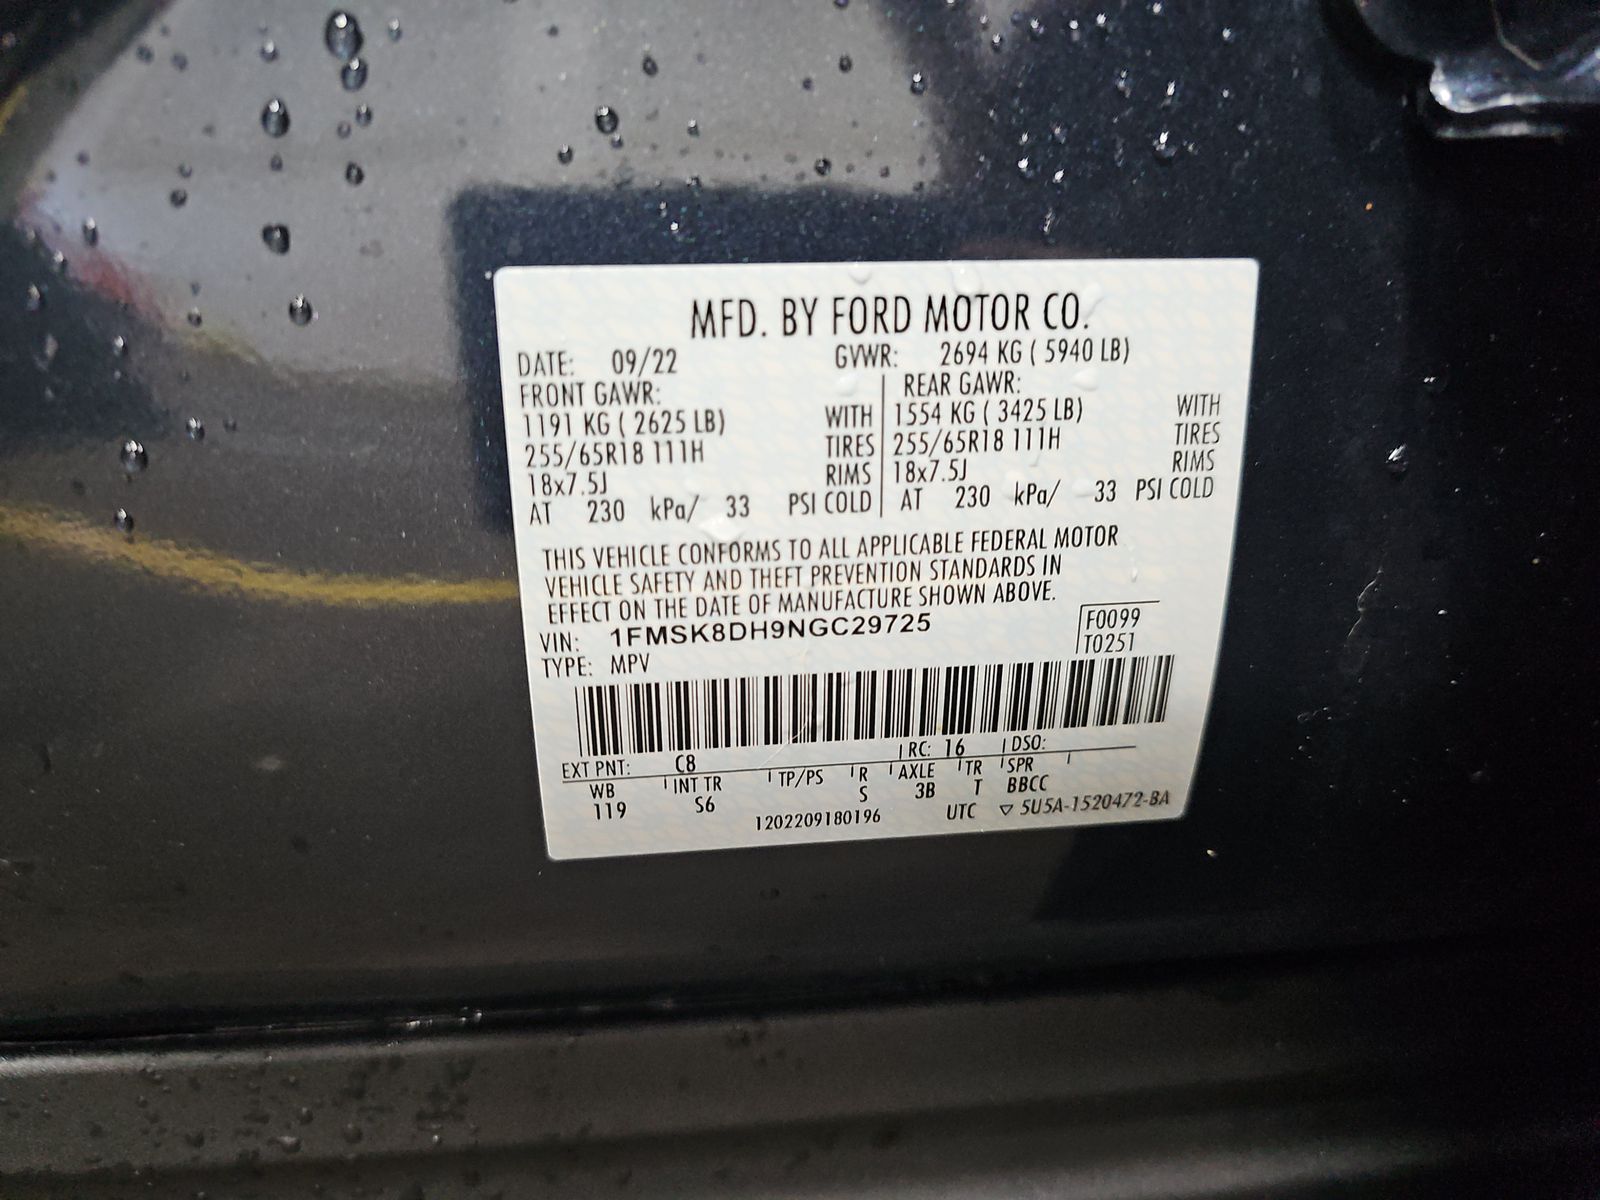 MFD. BY FORD MOTOR CO.
DATE: 09/22 GVWR: 2694 KG ( 5940 LB)
FRONT GAWR: REAR GAWR:
1191 KG ( 2625 LB) WITH 1554 KG ( 3425 LB) WITH
255/65R18 111H TIRES 255/65R18 111H TIRES
18x7.5J RIMS 18x7.5J RIMS
AT 230 kPa/ 33 PSI COLD AT 230 kPa/ 33 PSI COLD
THIS VEHICLE CONFORMS TO ALL APPLICABLE FEDERAL MOTOR
VEHICLE SAFETY AND THEFT PREVENTION STANDARDS IN
EFFECT ON THE DATE OF MANUFACTURE SHOWN ABOVE.
VIN: 1FMSK8DH9NGC29725 F0099
TYPE: MPV T0251
EXT PNT: C8 RC: 16 DSO:
WB INT TR TP/PS R AXLE TR SPR
119 S6 S 3B T BBCC
1202209180196 UTC ▽ 5U5A-1520472-BA